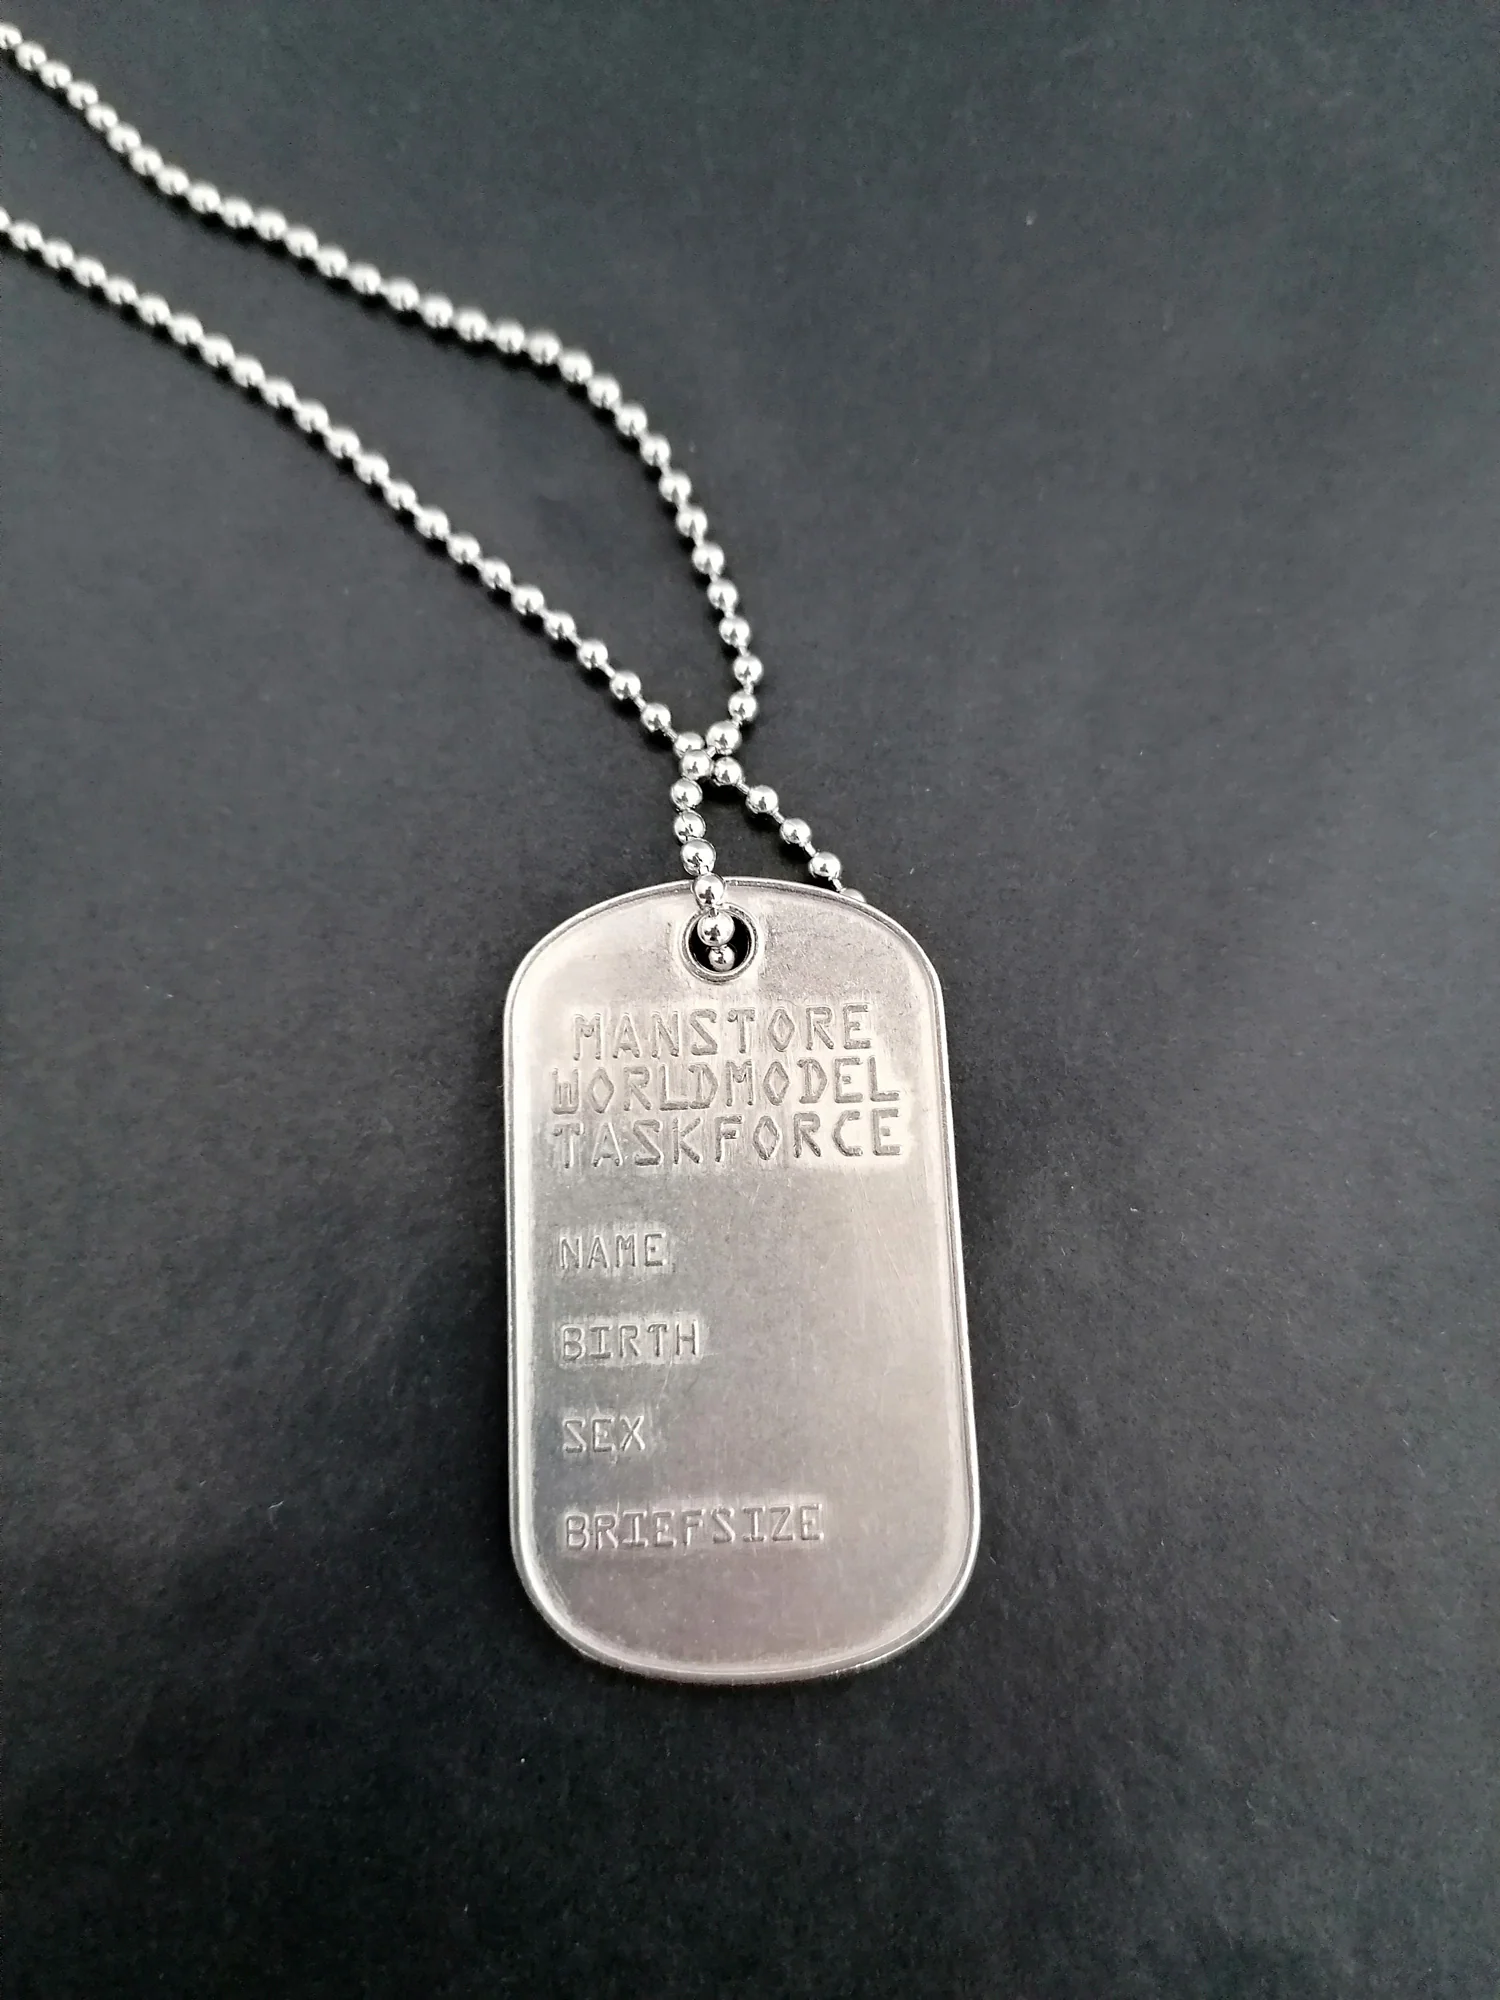 MANSTORE
WORLDMODEL
TASKFORCE
NAME
BIRTH
SEX
BRIEFSIZE